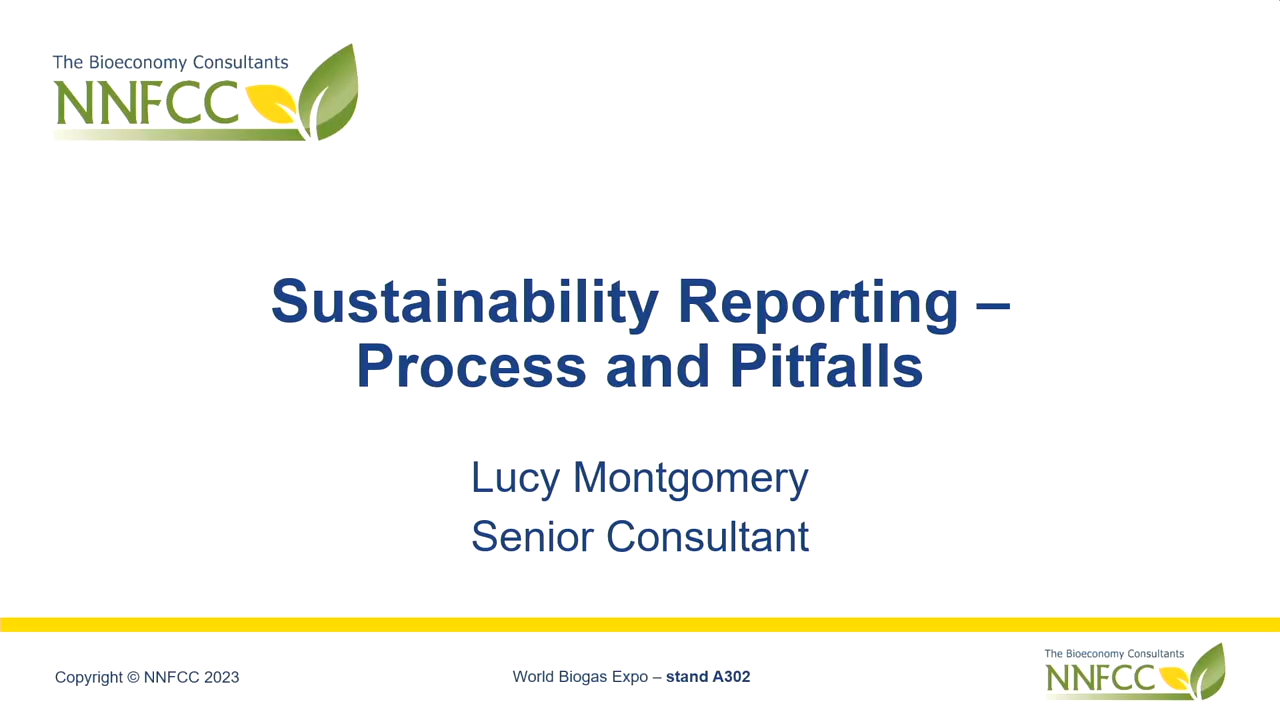 The Bioeconomy Consultants
NNFCC
Sustainability Reporting –
Process and Pitfalls
Lucy Montgomery
Senior Consultant
Copyright © NNFCC 2023
World Biogas Expo – stand A302
The Bioeconomy Consultants
NNFCC